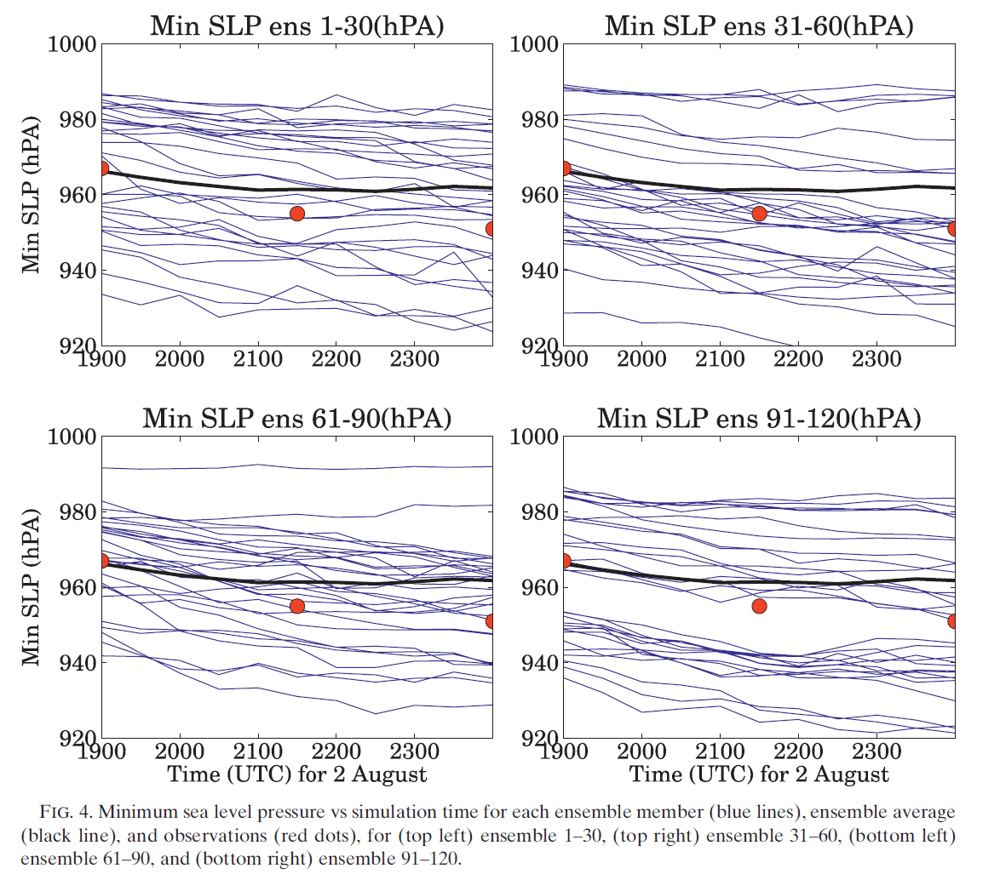 Min SLP ens 1-30(hPA)
Min SLP ens 31-60(hPA)
Min SLP (hPA)
1000
980
960
940
920
1900 2000 2100 2200 2300
1000
980
960
940
920
1900 2000 2100 2200 2300
Min SLP ens 61-90(hPA)
Min SLP ens 91-120(hPA)
Min SLP (hPA)
1000
980
960
940
920
1900 2000 2100 2200 2300
Time (UTC) for 2 August
1000
980
960
940
920
1900 2000 2100 2200 2300
Time (UTC) for 2 August
FIG. 4. Minimum sea level pressure vs simulation time for each ensemble member (blue lines), ensemble average
(black line), and observations (red dots), for (top left) ensemble 1–30, (top right) ensemble 31–60, (bottom left)
ensemble 61–90, and (bottom right) ensemble 91–120.